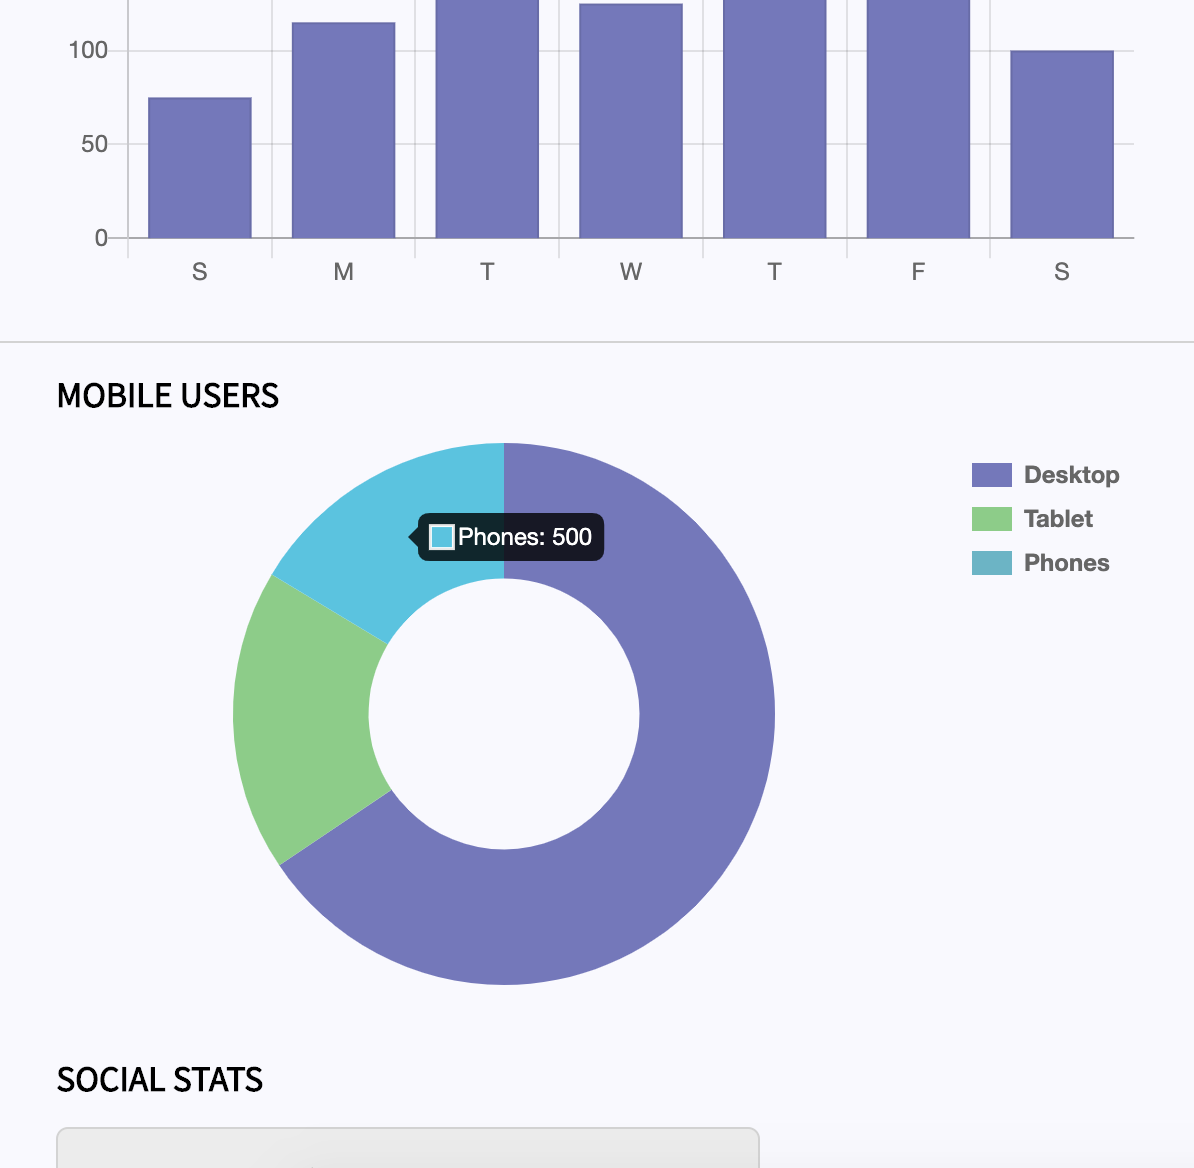 100
50
0
S M T W T F S
MOBILE USERS
Desktop
Tablet
Phones
Phones: 500
SOCIAL STATS